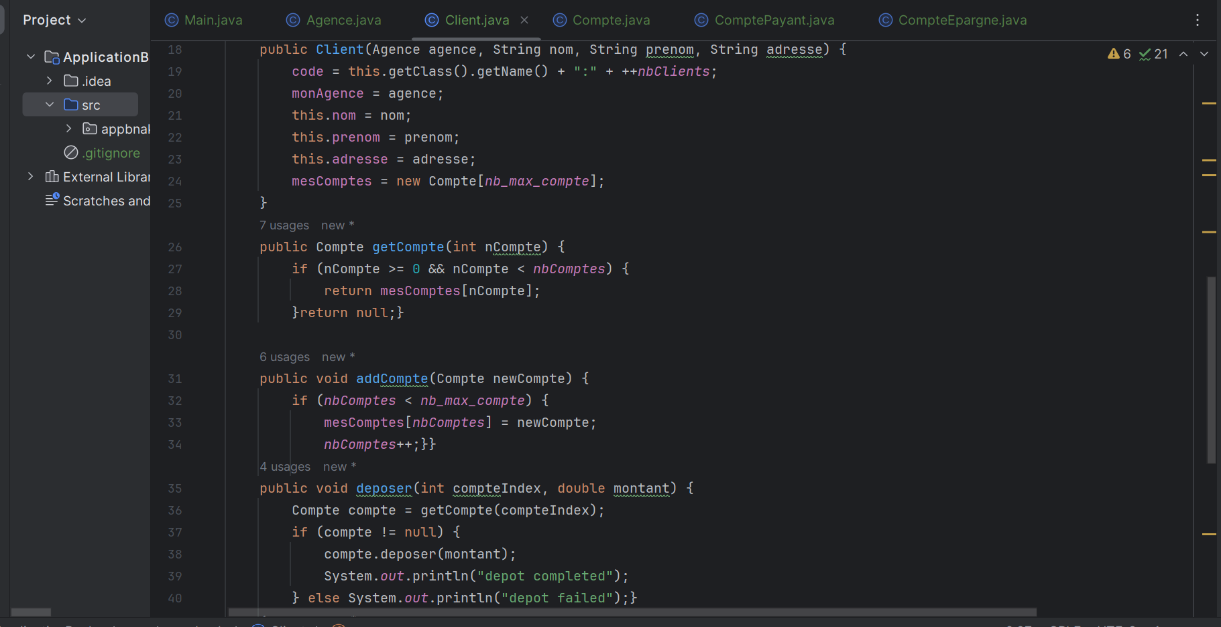 Project
Main.java Agence.java Client.java Compte.java ComptePayant.java CompteEpargne.java
ApplicationB
.idea
src
appbnal
.gitignore
External Librar
Scratches and
6 21
18 public Client(Agence agence, String nom, String prenom, String adresse) {
19 code = this.getClass().getName() + ":" + ++nbClients;
20 monAgence = agence;
21 this.nom = nom;
22 this.prenom = prenom;
23 this.adresse = adresse;
24 mesComptes = new Compte[nb_max_compte];
25 }
7 usages new *
26 public Compte getCompte(int nCompte) {
27 if (nCompte >= 0 && nCompte < nbComptes) {
28 return mesComptes[nCompte];
29 }return null;}
30
6 usages new *
31 public void addCompte(Compte newCompte) {
32 if (nbComptes < nb_max_compte) {
33 mesComptes[nbComptes] = newCompte;
34 nbComptes++;}}
4 usages new *
35 public void deposer(int compteIndex, double montant) {
36 Compte compte = getCompte(compteIndex);
37 if (compte != null) {
38 compte.deposer(montant);
39 System.out.println("depot completed");
40 } else System.out.println("depot failed");}